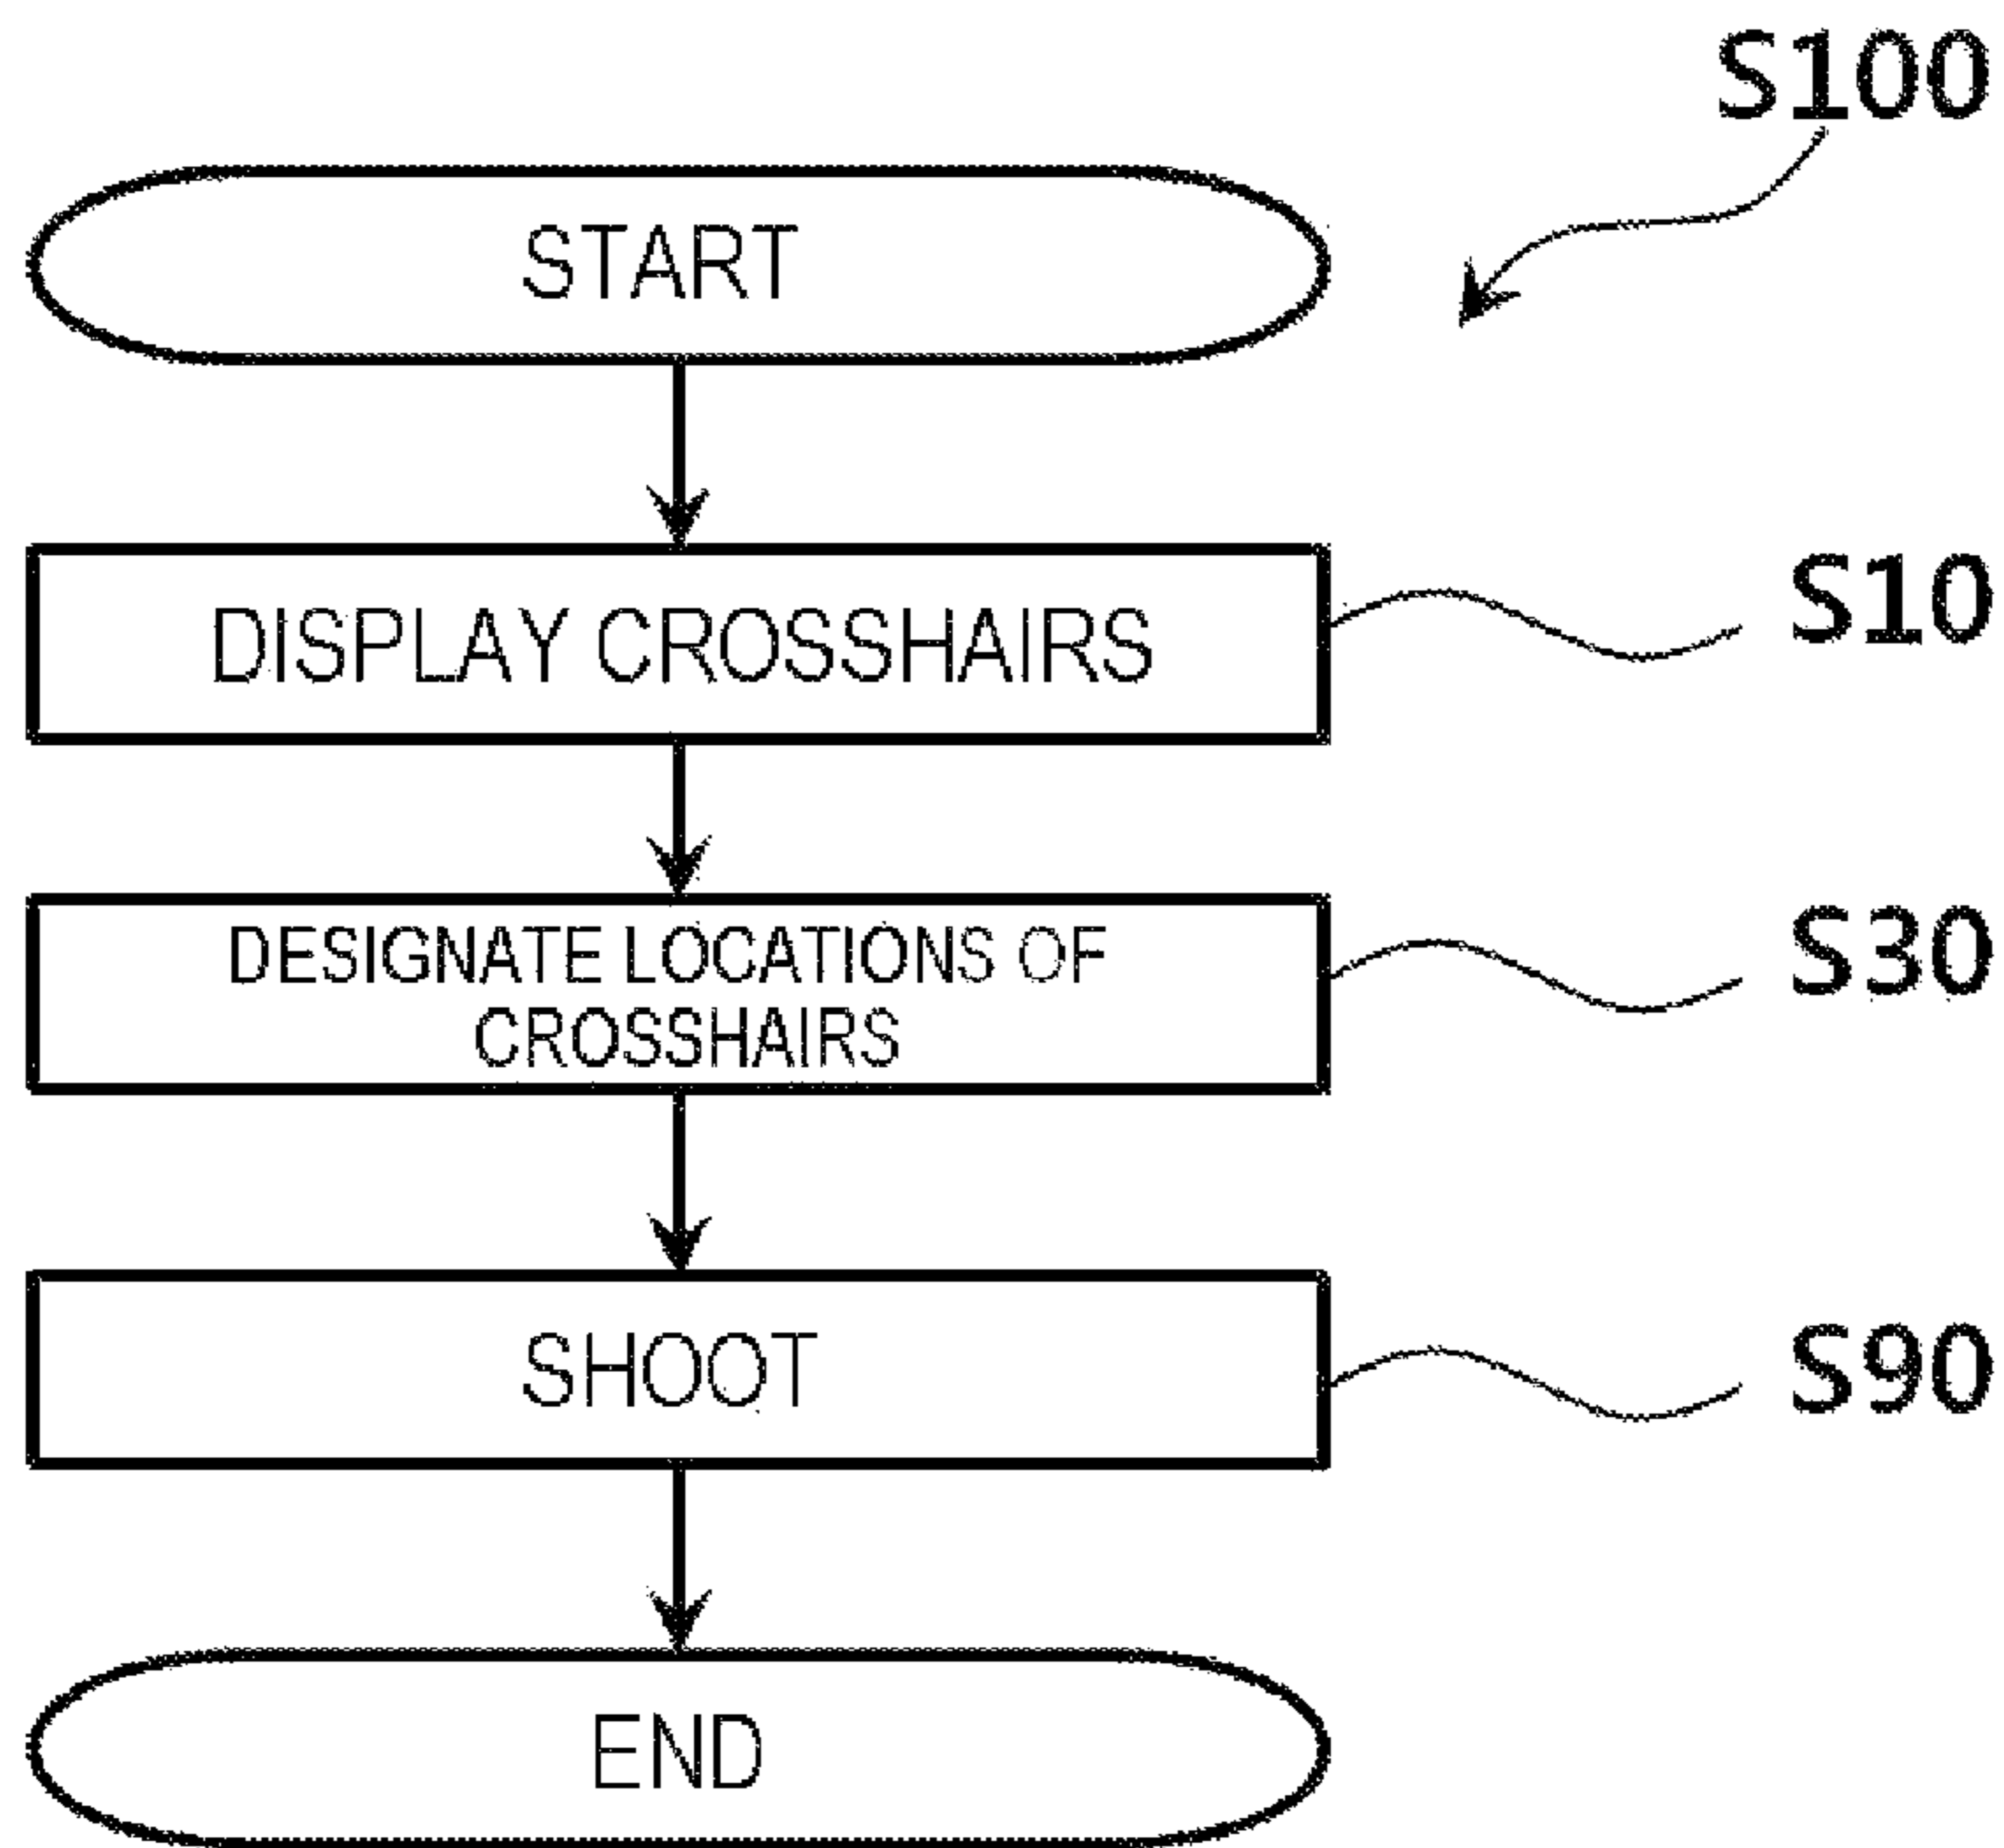 S100
START
DISPLAY CROSSHAIRS
S10
DESIGNATE LOCATIONS OF
CROSSHAIRS
S30
SHOOT
S90
END